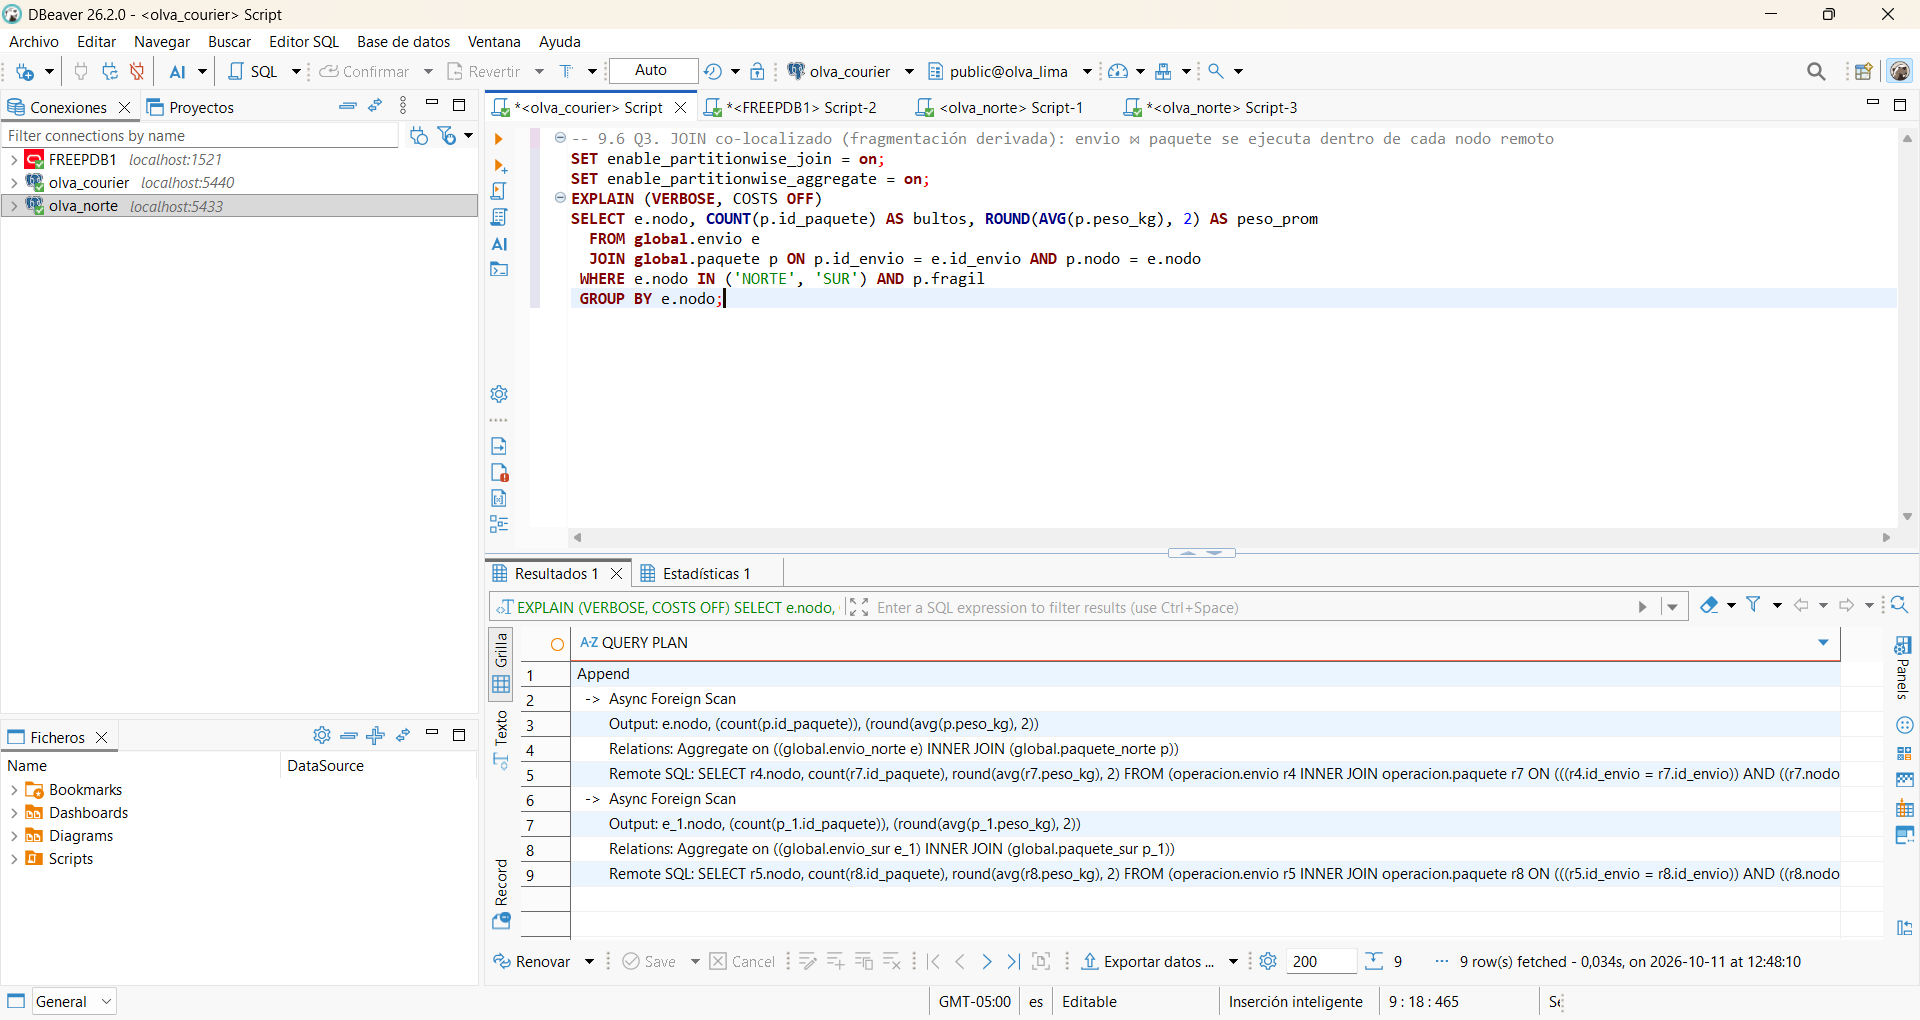 DBeaver 26.2.0 - <olva_courier> Script
Archivo Editar Navegar Buscar Editor SQL Base de datos Ventana Ayuda
AI SQL Confirmar Revertir T Auto olva_courier public@olva_lima
Conexiones Proyectos
Filter connections by name
FREEPDB1 localhost:1521
olva_courier localhost:5440
olva_norte localhost:5433
*<olva_courier> Script *<FREEPDB1> Script-2 <olva_norte> Script-1 *<olva_norte> Script-3
-- 9.6 Q3. JOIN co-localizado (fragmentación derivada): envio ⋈ paquete se ejecuta dentro de cada nodo remoto
SET enable_partitionwise_join = on;
SET enable_partitionwise_aggregate = on;
EXPLAIN (VERBOSE, COSTS OFF)
SELECT e.nodo, COUNT(p.id_paquete) AS bultos, ROUND(AVG(p.peso_kg), 2) AS peso_prom
FROM global.envio e
JOIN global.paquete p ON p.id_envio = e.id_envio AND p.nodo = e.nodo
WHERE e.nodo IN ('NORTE', 'SUR') AND p.fragil
GROUP BY e.nodo;
AI
Resultados 1 Estadísticas 1
EXPLAIN (VERBOSE, COSTS OFF) SELECT e.nodo, Enter a SQL expression to filter results (use Ctrl+Space)
Grilla
Texto
Record
A-Z QUERY PLAN
1 Append
2 -> Async Foreign Scan
3 Output: e.nodo, (count(p.id_paquete)), (round(avg(p.peso_kg), 2))
4 Relations: Aggregate on ((global.envio_norte e) INNER JOIN (global.paquete_norte p))
5 Remote SQL: SELECT r4.nodo, count(r7.id_paquete), round(avg(r7.peso_kg), 2) FROM (operacion.envio r4 INNER JOIN operacion.paquete r7 ON (((r4.id_envio = r7.id_envio)) AND ((r7.nodo
6 -> Async Foreign Scan
7 Output: e_1.nodo, (count(p_1.id_paquete)), (round(avg(p_1.peso_kg), 2))
8 Relations: Aggregate on ((global.envio_sur e_1) INNER JOIN (global.paquete_sur p_1))
9 Remote SQL: SELECT r5.nodo, count(r8.id_paquete), round(avg(r8.peso_kg), 2) FROM (operacion.envio r5 INNER JOIN operacion.paquete r8 ON (((r5.id_envio = r8.id_envio)) AND ((r8.nodo
Panels
Renovar Save Cancel Exportar datos ... 200 9 ... 9 row(s) fetched - 0,034s, on 2026-10-11 at 12:48:10
Ficheros
Name DataSource
Bookmarks
Dashboards
Diagrams
Scripts
General
GMT-05:00 es Editable Inserción inteligente 9 : 18 : 465